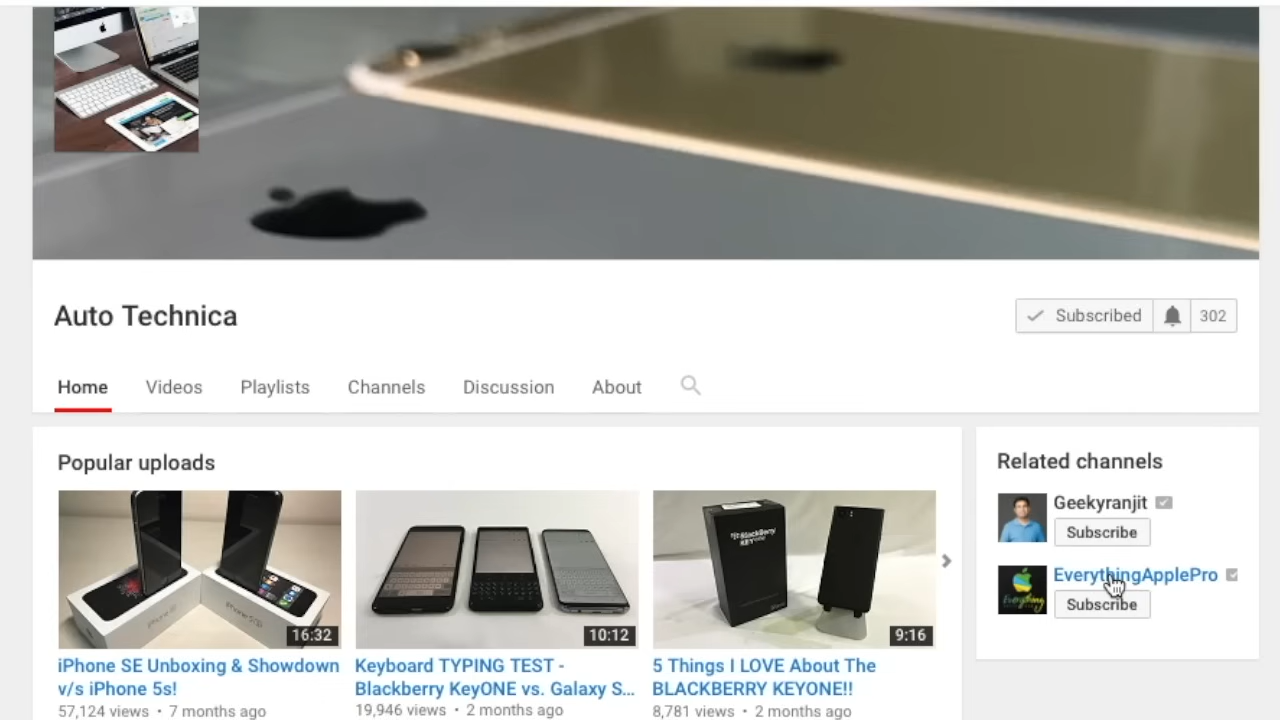 Auto Technica
Subscribed 302
Home Videos Playlists Channels Discussion About
Popular uploads
16:32
10:12
BlackBerry
9:16
iPhone SE Unboxing & Showdown
v/s iPhone 5s!
57,124 views • 7 months ago
Keyboard TYPING TEST -
Blackberry KeyONE vs. Galaxy S...
19,946 views • 2 months ago
5 Things I LOVE About The
BLACKBERRY KEYONE!!
8,781 views • 2 months ago
Related channels
Geekyranjit
Subscribe
Everything
EverythingApplePro
Subscribe